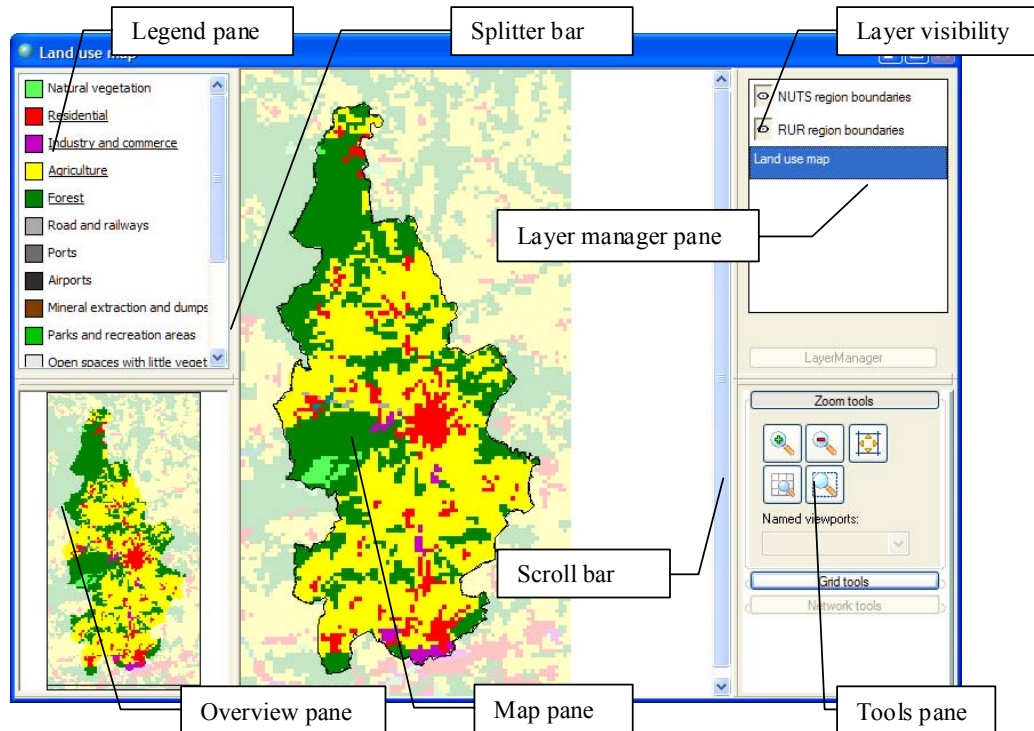 Legend pane
Splitter bar
Layer visibility
Land use map
Natural vegetation
Residential
Industry and commerce
Agriculture
Forest
Road and railways
Ports
Airports
Mineral extraction and dumps
Parks and recreation areas
Open spaces with little veget
NUTS region boundaries
RUR region boundaries
Land use map
Layer manager pane
LayerManager
Zoom tools
Named viewports:
Scroll bar
Grid tools
Network tools
Overview pane
Map pane
Tools pane